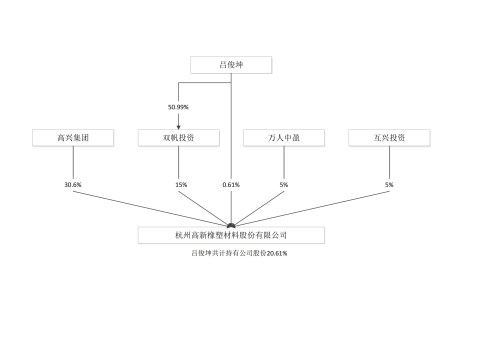 吕俊坤
50.99%
高兴集团
双帆投资
万人中盈
互兴投资
30.6%
15%
0.61%
5%
5%
杭州高新橡塑材料股份有限公司
吕俊坤共计持有公司股份20.61%